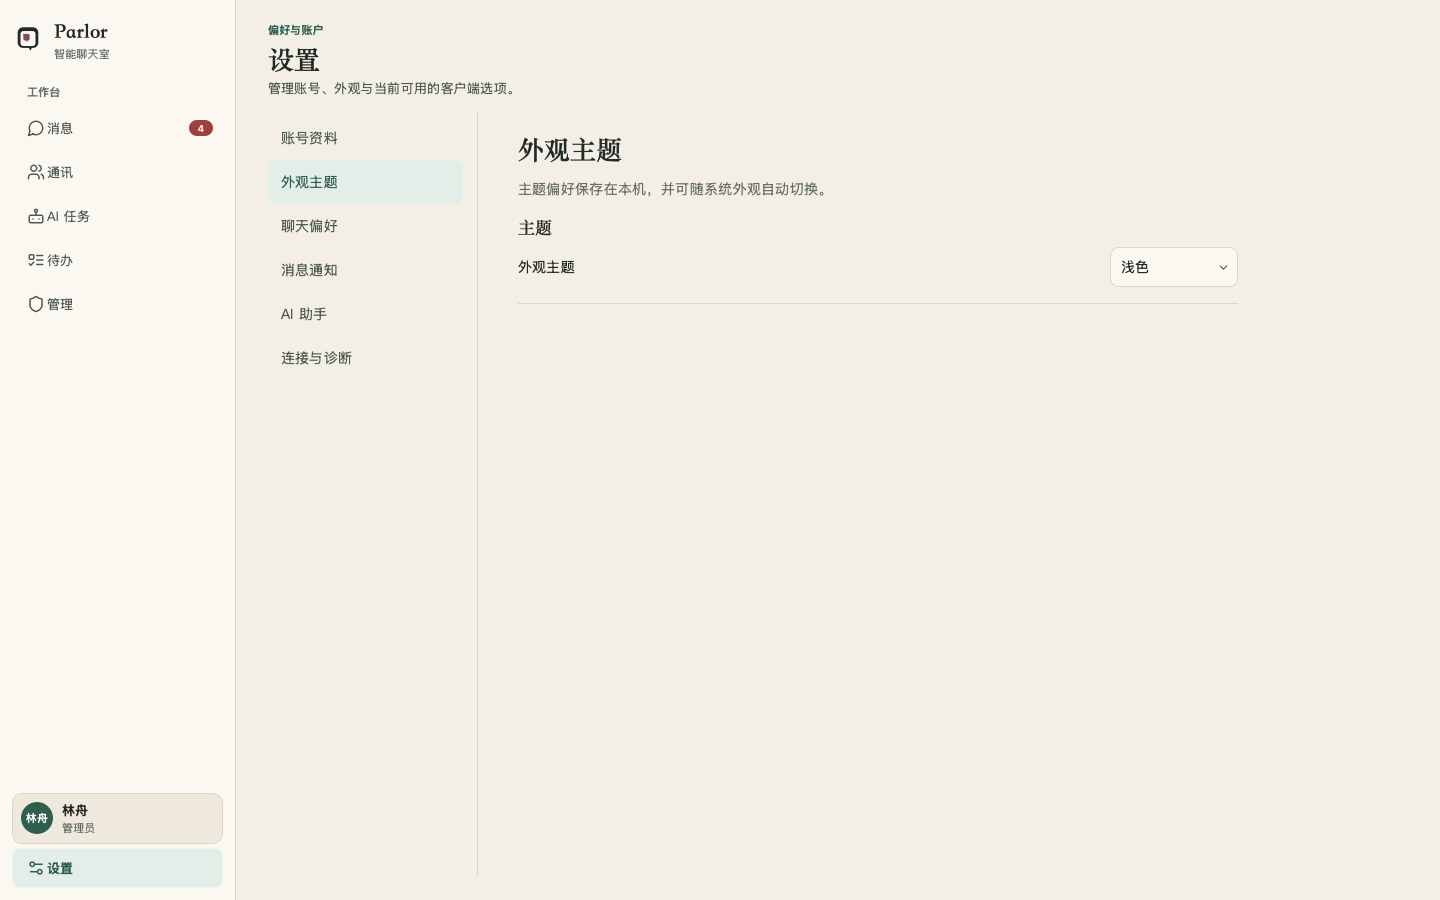 Parlor
智能聊天室
工作台
消息
4
通讯
AI 任务
待办
管理
林舟
林舟
管理员
设置
偏好与账户
设置
管理账号、外观与当前可用的客户端选项。
账号资料
外观主题
聊天偏好
消息通知
AI 助手
连接与诊断
外观主题
主题偏好保存在本机，并可随系统外观自动切换。
主题
外观主题
浅色